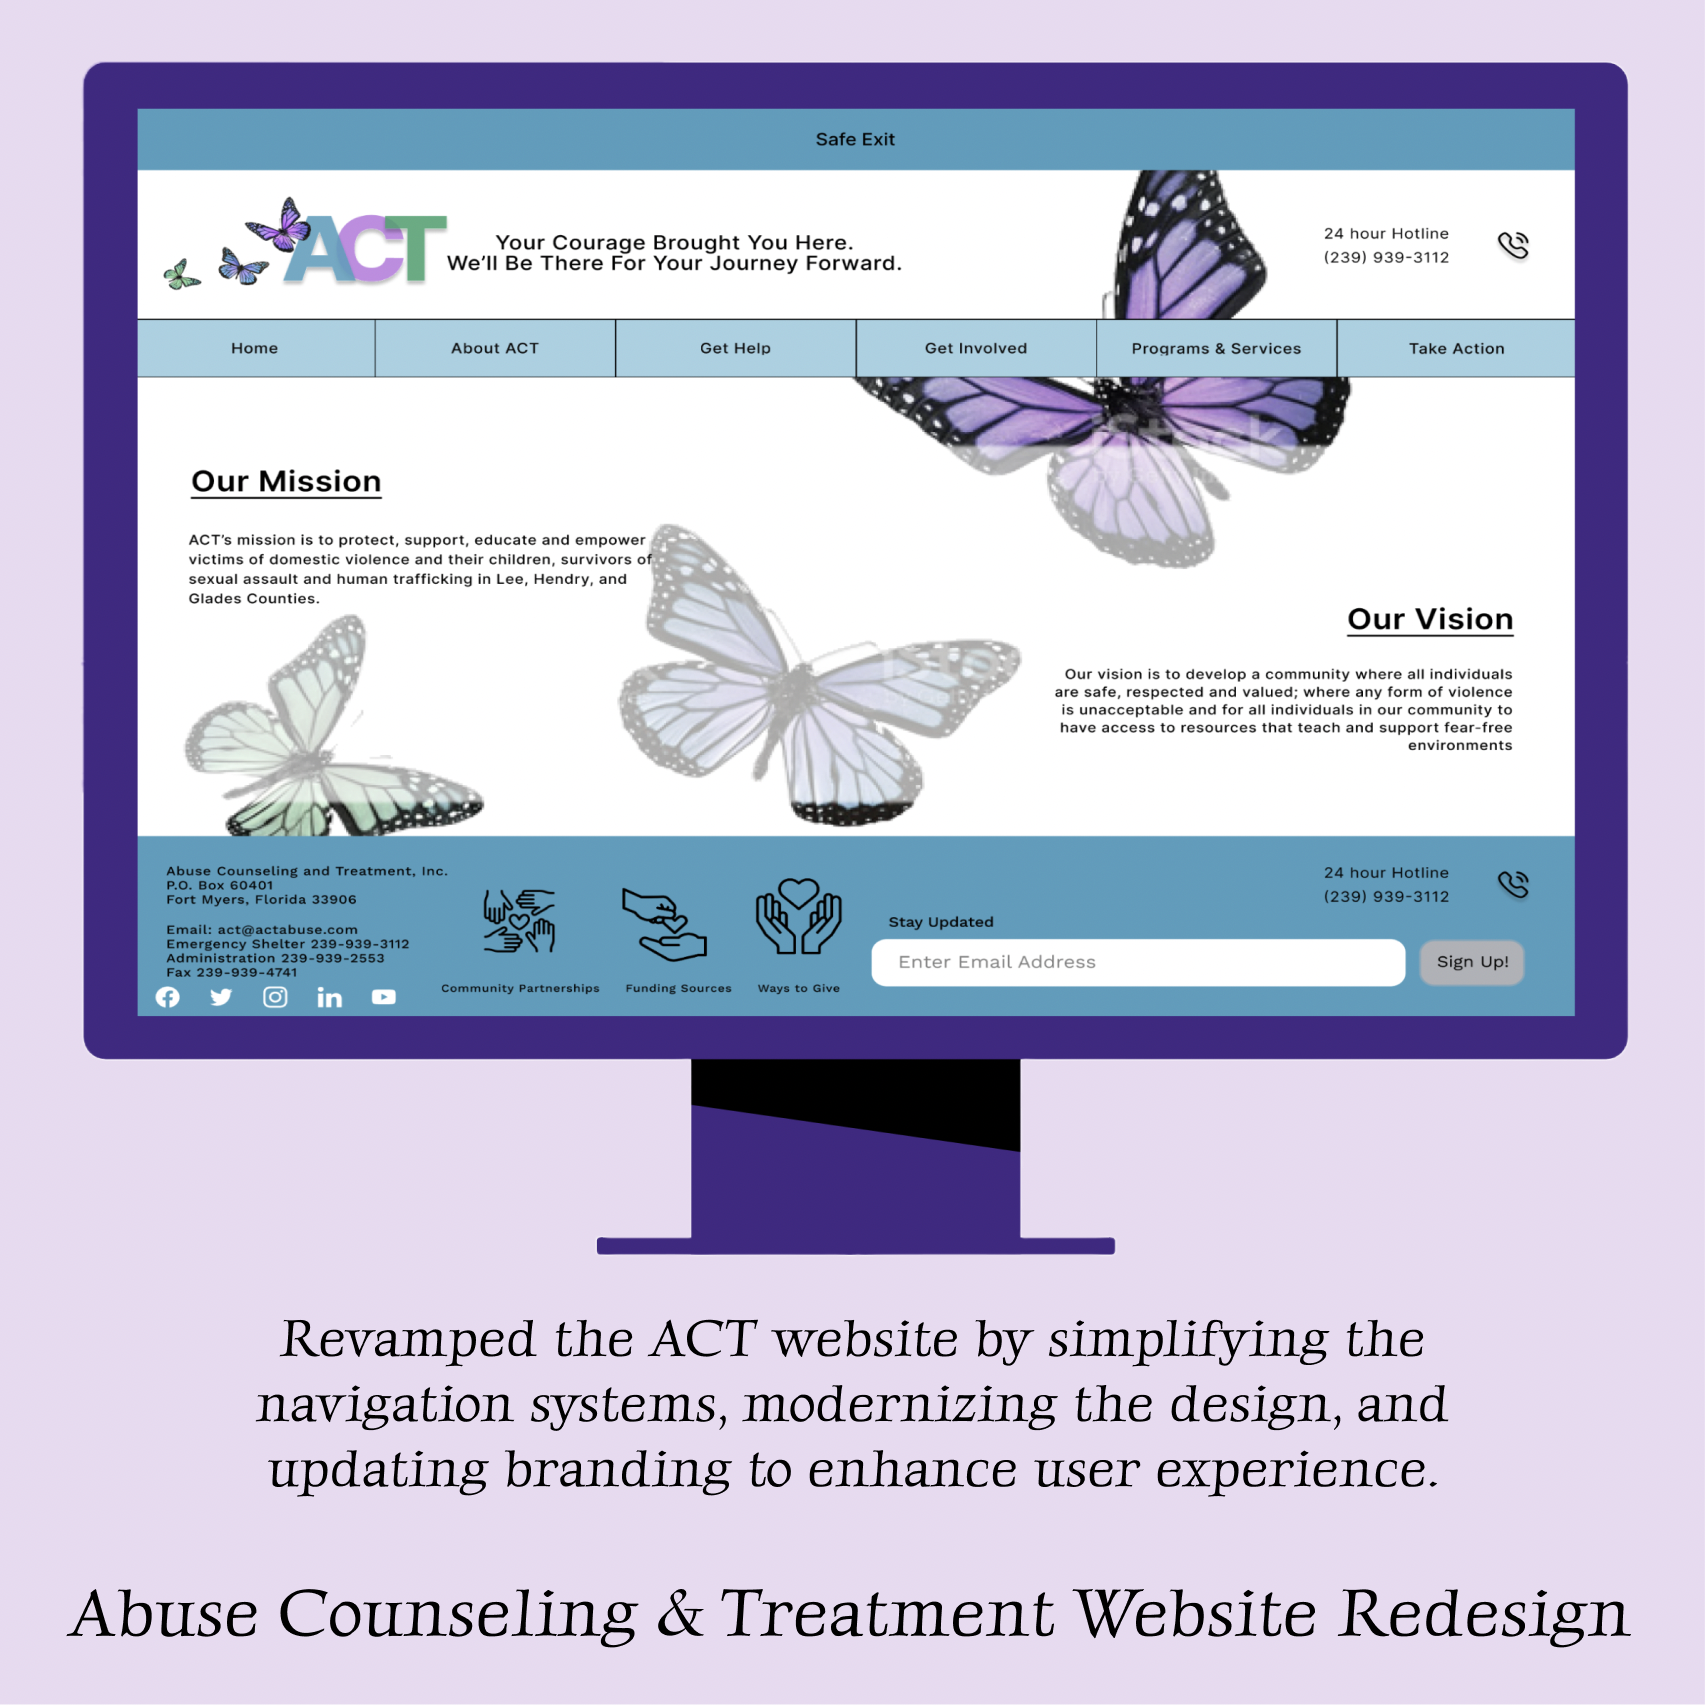 Safe Exit
ACT
Your Courage Brought You Here.
We'll Be There For Your Journey Forward.
24 hour Hotline
(239) 939-3112
Home
About ACT
Get Help
Get Involved
Programs & Services
Take Action
iStock
Our Mission
ACT's mission is to protect, support, educate and empower
victims of domestic violence and their children, survivors of
sexual assault and human trafficking in Lee, Hendry, and
Glades Counties.
Our Vision
Our vision is to develop a community where all individuals
are safe, respected and valued; where any form of violence
is unacceptable and for all individuals in our community to
have access to resources that teach and support fear-free
environments
Abuse Counseling and Treatment, Inc.
P.O. Box 60401
Fort Myers, Florida 33906
Email: act@actabuse.com
Emergency Shelter 239-939-3112
Administration 239-939-2553
Fax 239-939-4741
Community Partnerships
Funding Sources
Ways to Give
24 hour Hotline
(239) 939-3112
Stay Updated
Enter Email Address
Sign Up!
Revamped the ACT website by simplifying the
navigation systems, modernizing the design, and
updating branding to enhance user experience.
Abuse Counseling & Treatment Website Redesign